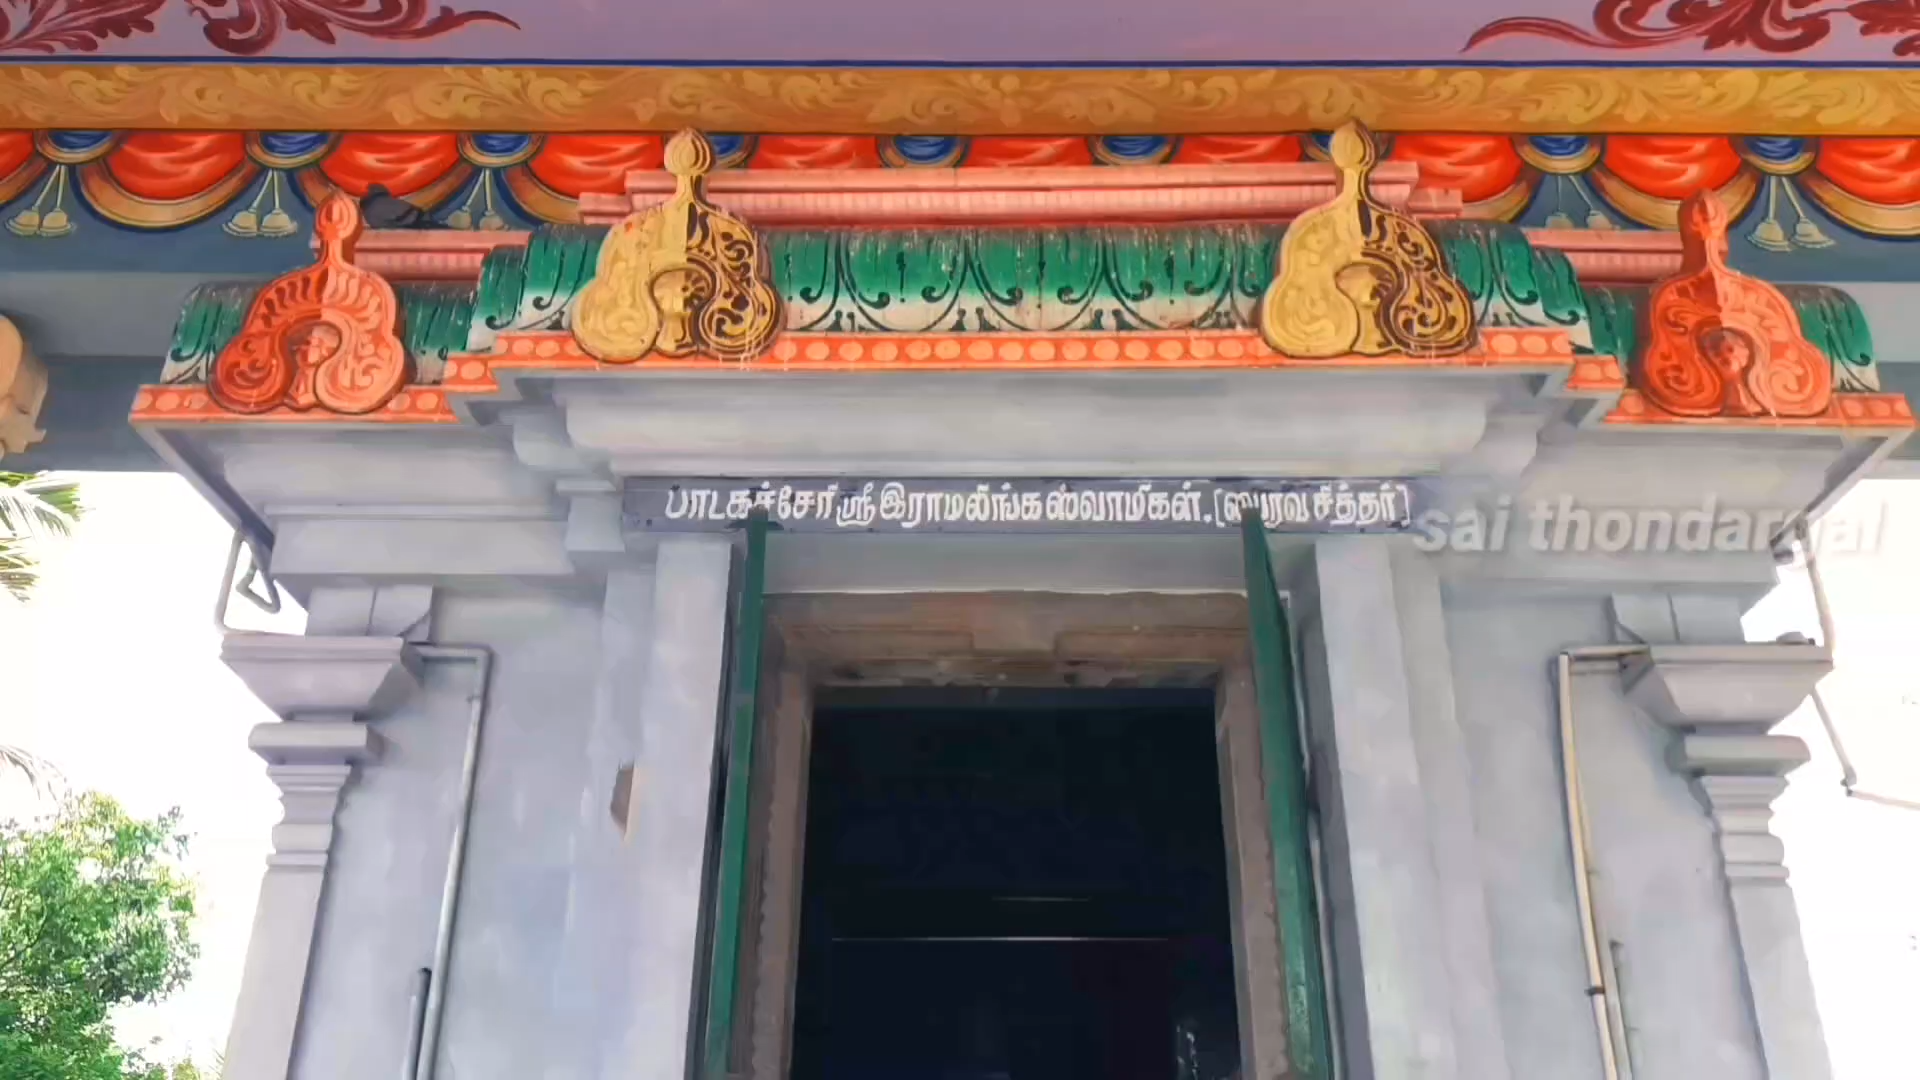 பாடகச்சேரி ஸ்ரீ இராமலிங்கஸ்வாமிகள். [பைரவ சித்தர்]
sai thondargal